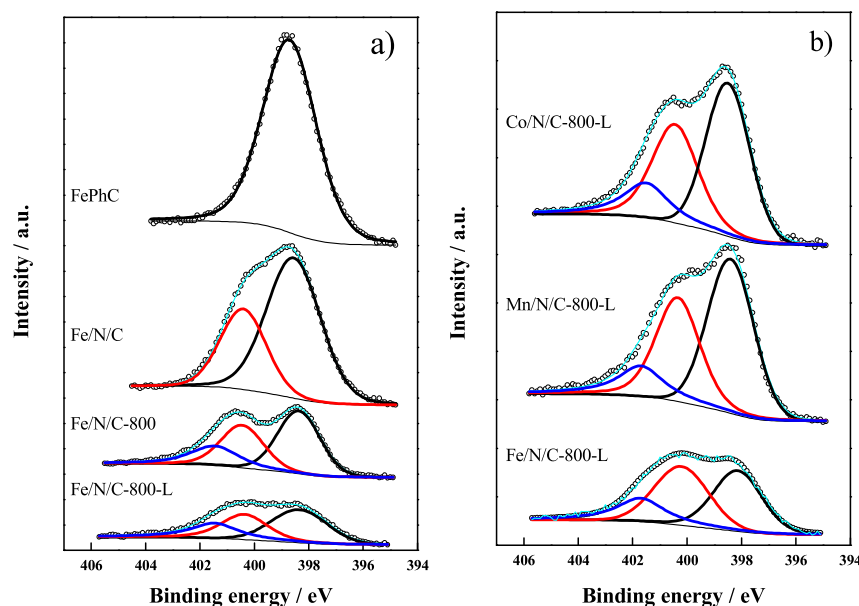 a)
FePhC
Fe/N/C
Fe/N/C-800
Fe/N/C-800-L
Intensity / a.u.
406 404 402 400 398 396 394
Binding energy / eV
b)
Co/N/C-800-L
Mn/N/C-800-L
Fe/N/C-800-L
Intensity / a.u.
406 404 402 400 398 396 394
Binding energy / eV